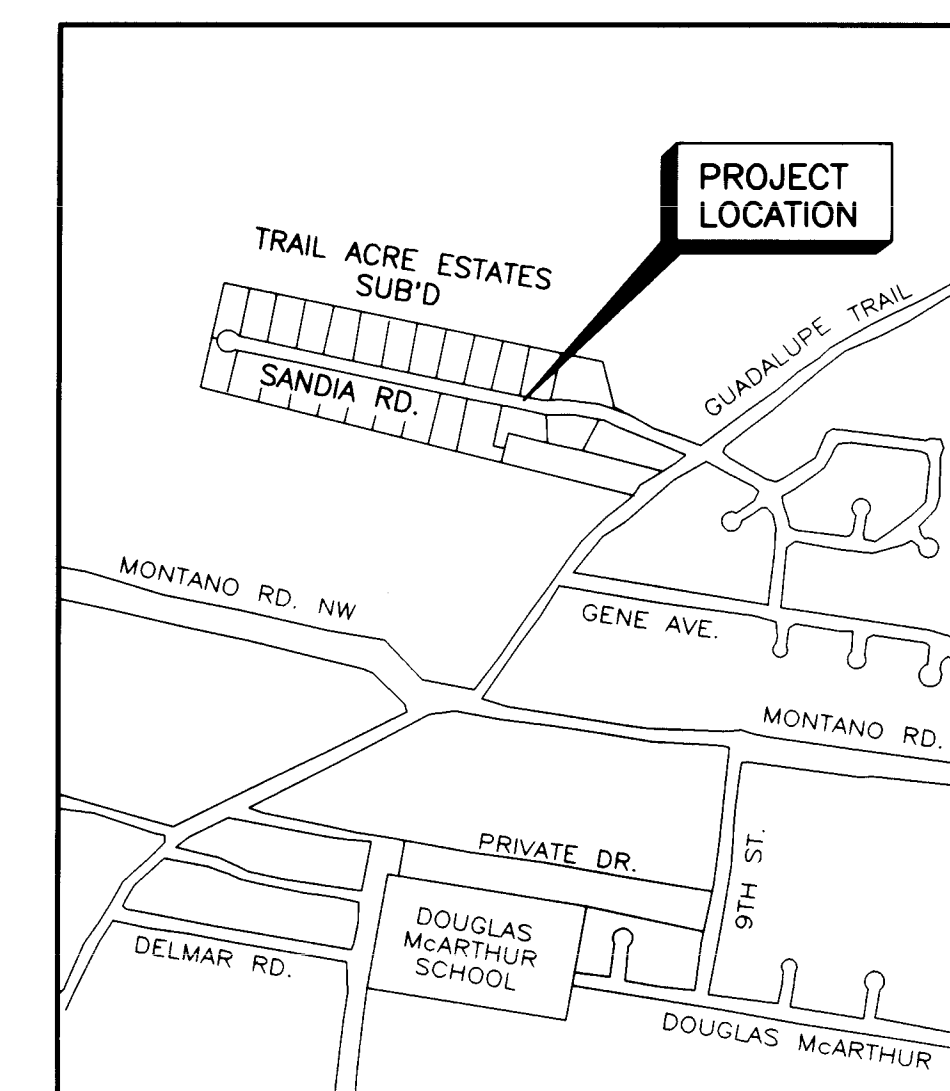 PROJECT
LOCATION
TRAIL ACRE ESTATES
SUB'D
GUADALUPE TRAIL
SANDIA RD.
MONTANO RD. NW
GENE AVE.
MONTANO RD.
PRIVATE DR.
9TH ST.
DOUGLAS
McARTHUR
SCHOOL
DELMAR RD.
DOUGLAS McARTHUR